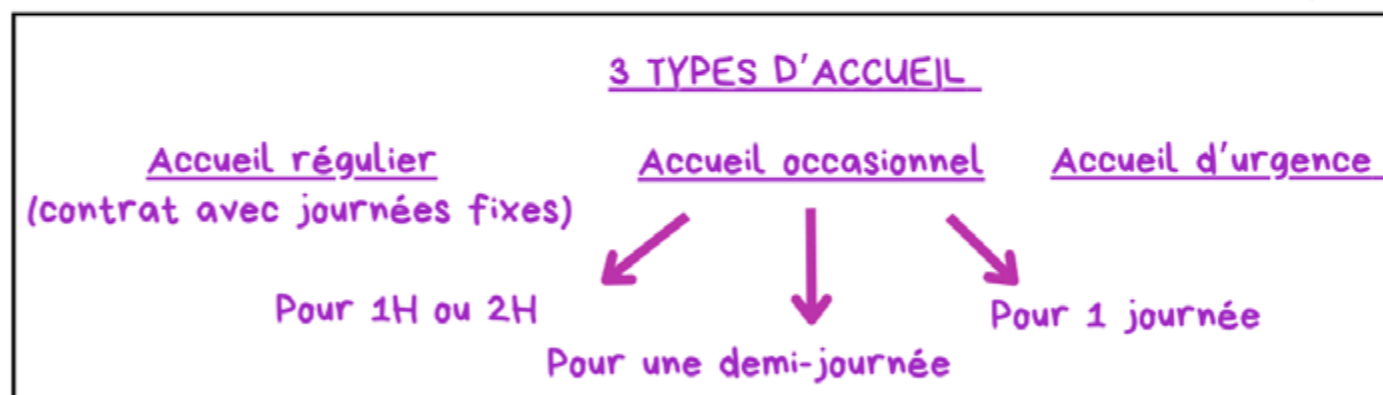 3 TYPES D'ACCUEIL
Accueil régulier
Accueil occasionnel
Accueil d'urgence
(contrat avec journées fixes)
Pour 1H ou 2H
Pour 1 journée
Pour une demi-journée